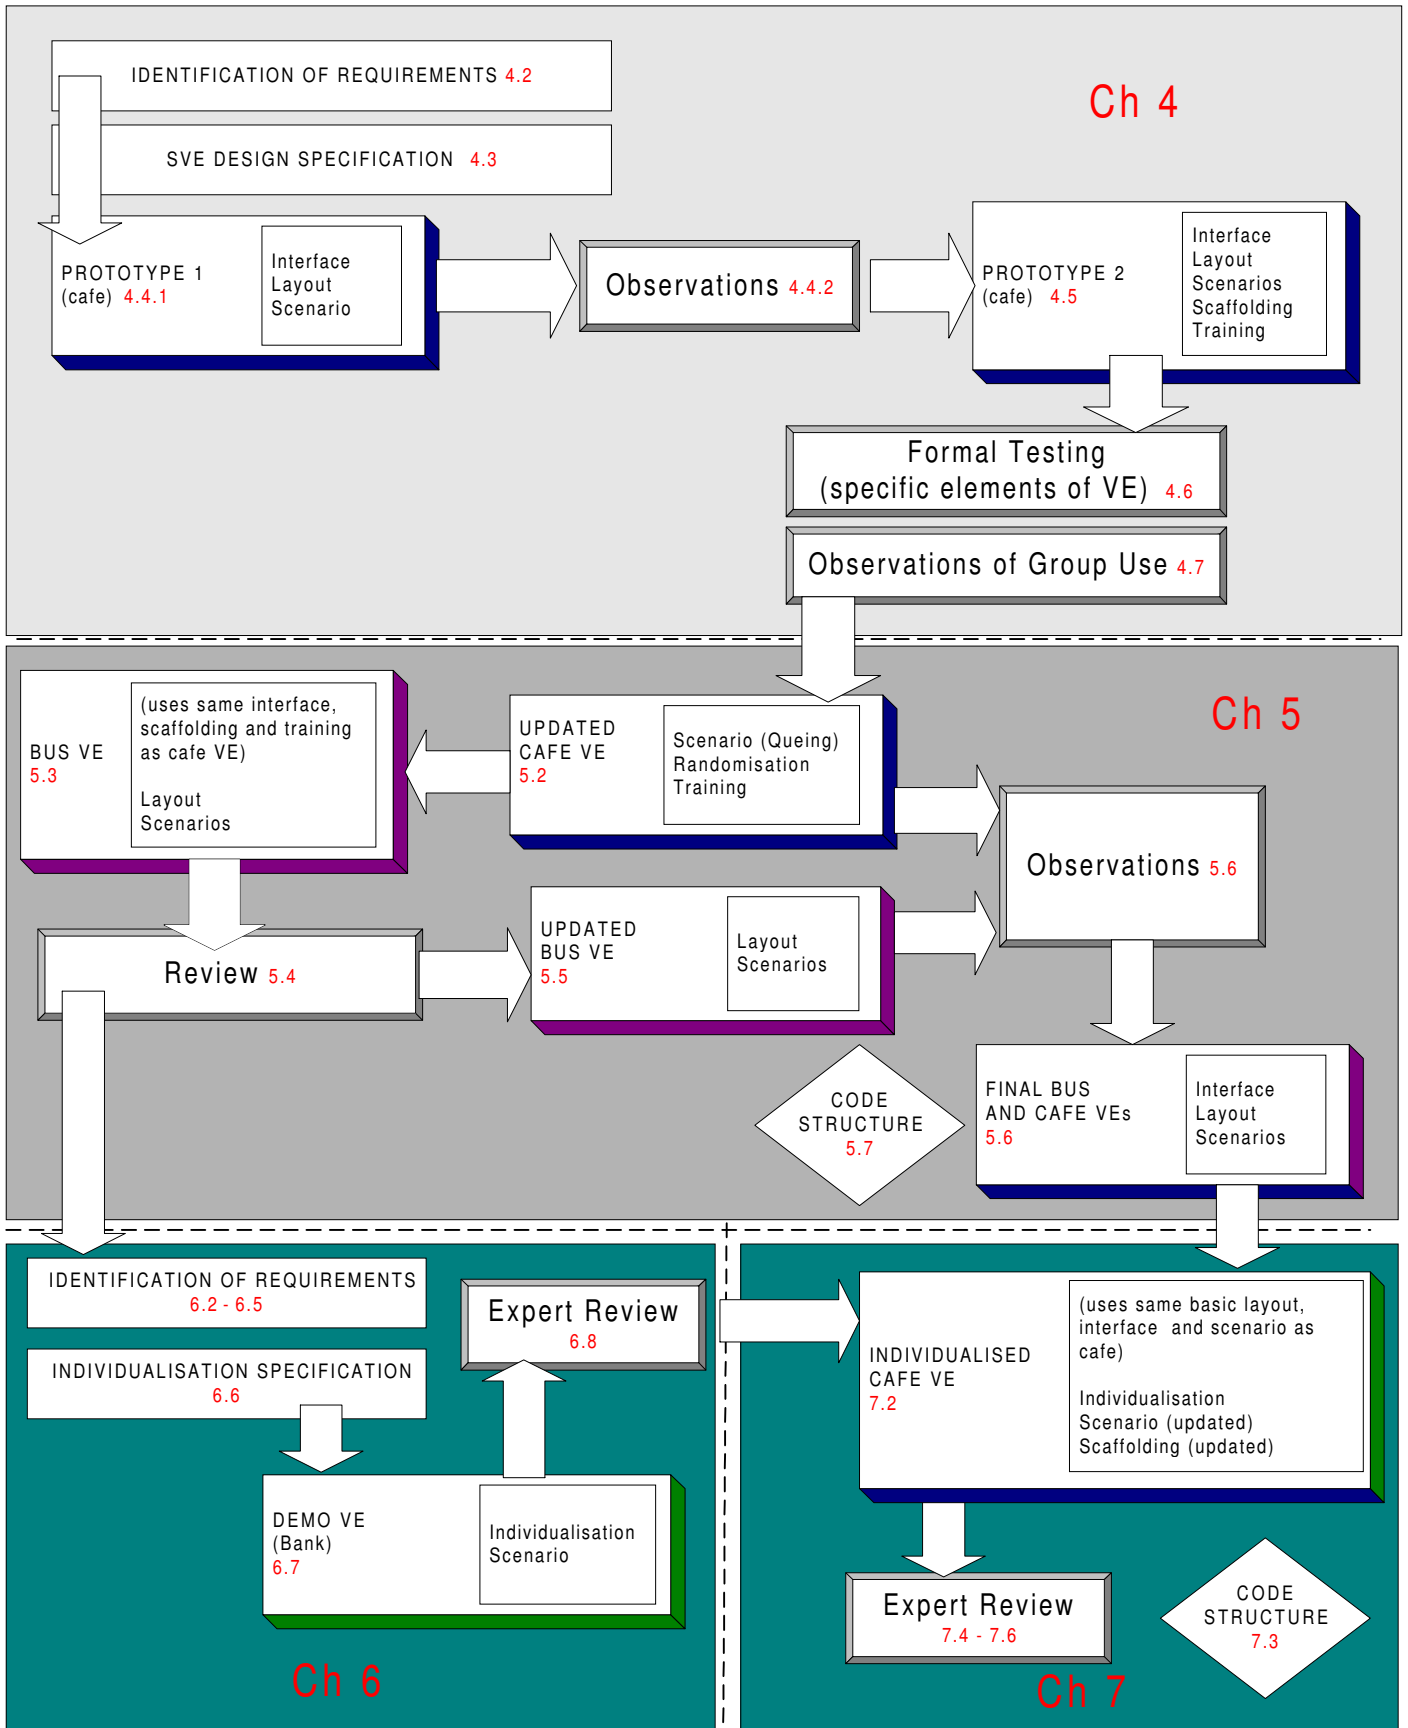 IDENTIFICATION OF REQUIREMENTS 4.2
Ch 4
SVE DESIGN SPECIFICATION 4.3
PROTOTYPE 1
(cafe) 4.4.1
Interface
Layout
Scenario
Observations 4.4.2
PROTOTYPE 2
(cafe) 4.5
Interface
Layout
Scenarios
Scaffolding
Training
Formal Testing
(specific elements of VE) 4.6
Observations of Group Use 4.7
Ch 5
BUS VE
5.3
(uses same interface,
scaffolding and training
as cafe VE)
Layout
Scenarios
UPDATED
CAFE VE
5.2
Scenario (Queing)
Randomisation
Training
Observations 5.6
Review 5.4
UPDATED
BUS VE
5.5
Layout
Scenarios
CODE
STRUCTURE
5.7
FINAL BUS
AND CAFE VEs
5.6
Interface
Layout
Scenarios
IDENTIFICATION OF REQUIREMENTS
6.2 - 6.5
INDIVIDUALISATION SPECIFICATION
6.6
Expert Review
6.8
DEMO VE
(Bank)
6.7
Individualisation
Scenario
Ch 6
INDIVIDUALISED
CAFE VE
7.2
(uses same basic layout,
interface and scenario as
cafe)
Individualisation
Scenario (updated)
Scaffolding (updated)
Expert Review
7.4 - 7.6
CODE
STRUCTURE
7.3
Ch 7